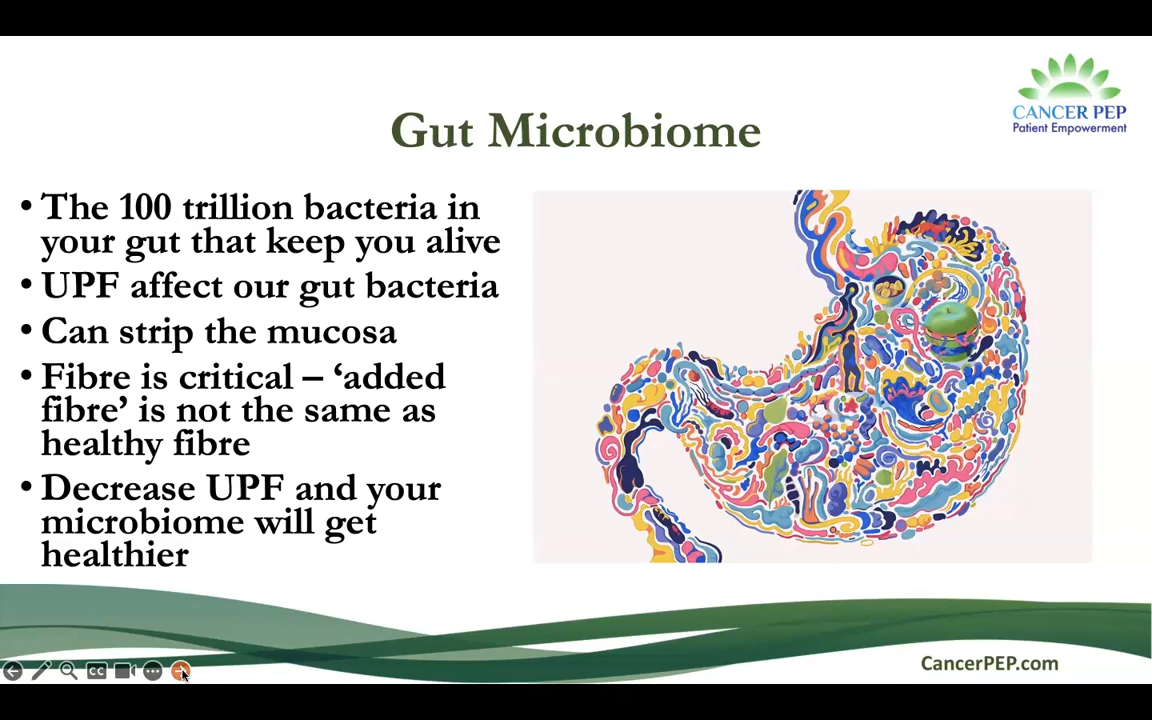 CANCER PEP
Patient Empowerment
Gut Microbiome
• The 100 trillion bacteria in
your gut that keep you alive
• UPF affect our gut bacteria
• Can strip the mucosa
• Fibre is critical – ‘added
fibre’ is not the same as
healthy fibre
• Decrease UPF and your
microbiome will get
healthier
CC
CancerPEP.com